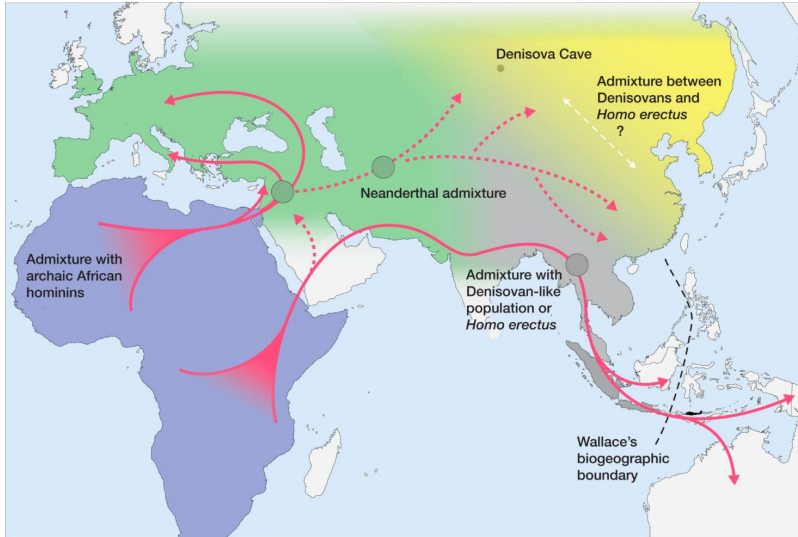 Denisova Cave
Admixture between
Denisovans and
Homo erectus
?
Neanderthal admixture
Admixture with
archaic African
hominins
Admixture with
Denisovan-like
population or
Homo erectus
Wallace's
biogeographic
boundary